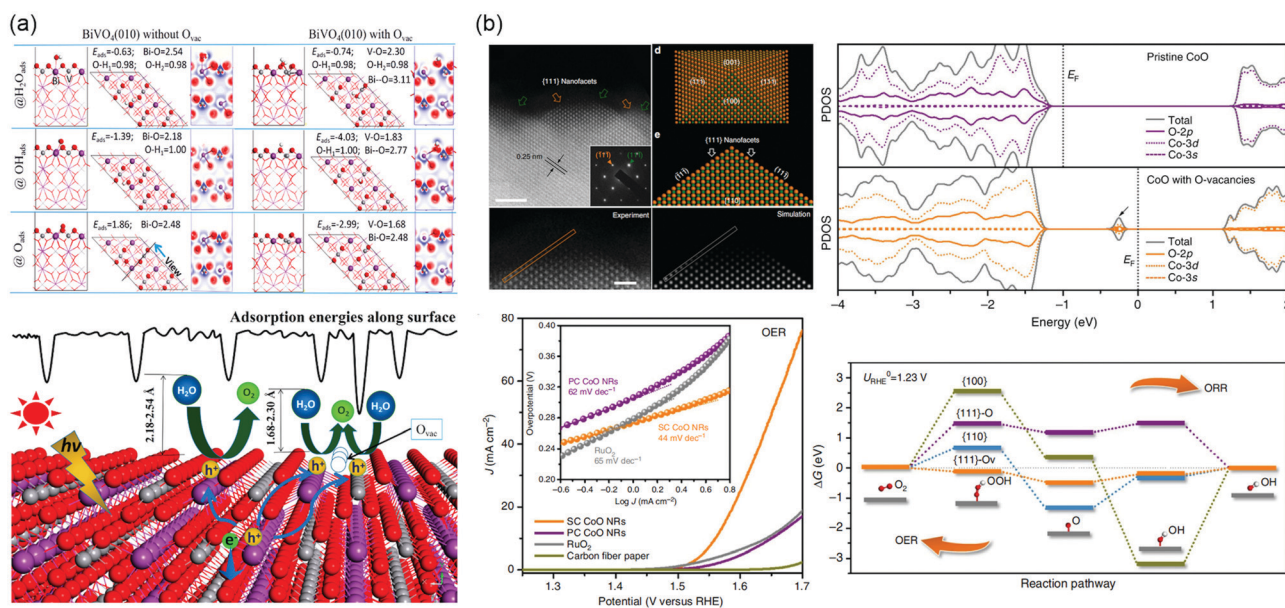 (a)
BiVO4(010) without Ovac
BiVO4(010) with Ovac
@H2Oads
Eads=-0.63; Bi-O=2.54
O-H1=0.98; O-H2=0.98
Bi
V
Eads=-0.74; V-O=2.30
O-H1=0.98; O-H2=0.98
Bi--O=3.11
@ OHads
Eads=-1.39; Bi-O=2.18
O-H1=1.00
Eads=-4.03; V-O=1.83
O-H1=1.00; Bi--O=2.77
@ Oads
Eads=1.86; Bi-O=2.48
View
Eads=-2.99; V-O=1.68
Bi-O=2.48
Adsorption energies along surface
2.18-2.54 Å
H2O
O2
1.68-2.30 Å
H2O
O2
H2O
Ovac
hν
h+
h+
h+
h+
e-
(b)
{111} Nanofacets
0.25 nm
d
(001)
(100)
e
{111} Nanofacets
(110)
Experiment
Simulation
PDOS
Pristine CoO
EF
Total
O-2p
Co-3d
Co-3s
PDOS
CoO with O-vacancies
EF
Total
O-2p
Co-3d
Co-3s
-4
-3
-2
-1
0
1
2
Energy (eV)
J (mA cm-2)
80
70
60
50
40
30
20
10
0
OER
Overpotential (V)
0.40
0.36
0.32
0.28
0.24
0.20
PC CoO NRs
62 mV dec-1
SC CoO NRs
44 mV dec-1
RuO2
65 mV dec-1
-0.6
-0.4
-0.2
0.0
0.2
0.4
0.6
0.8
Log J (mA cm-2)
SC CoO NRs
PC CoO NRs
RuO2
Carbon fiber paper
1.3
1.4
1.5
1.6
1.7
Potential (V versus RHE)
ΔG (eV)
3
2
1
0
-1
-2
-3
URHE0=1.23 V
{100}
{111}-O
{110}
{111}-Ov
ORR
O2
OOH
O
OH
OH
OER
Reaction pathway